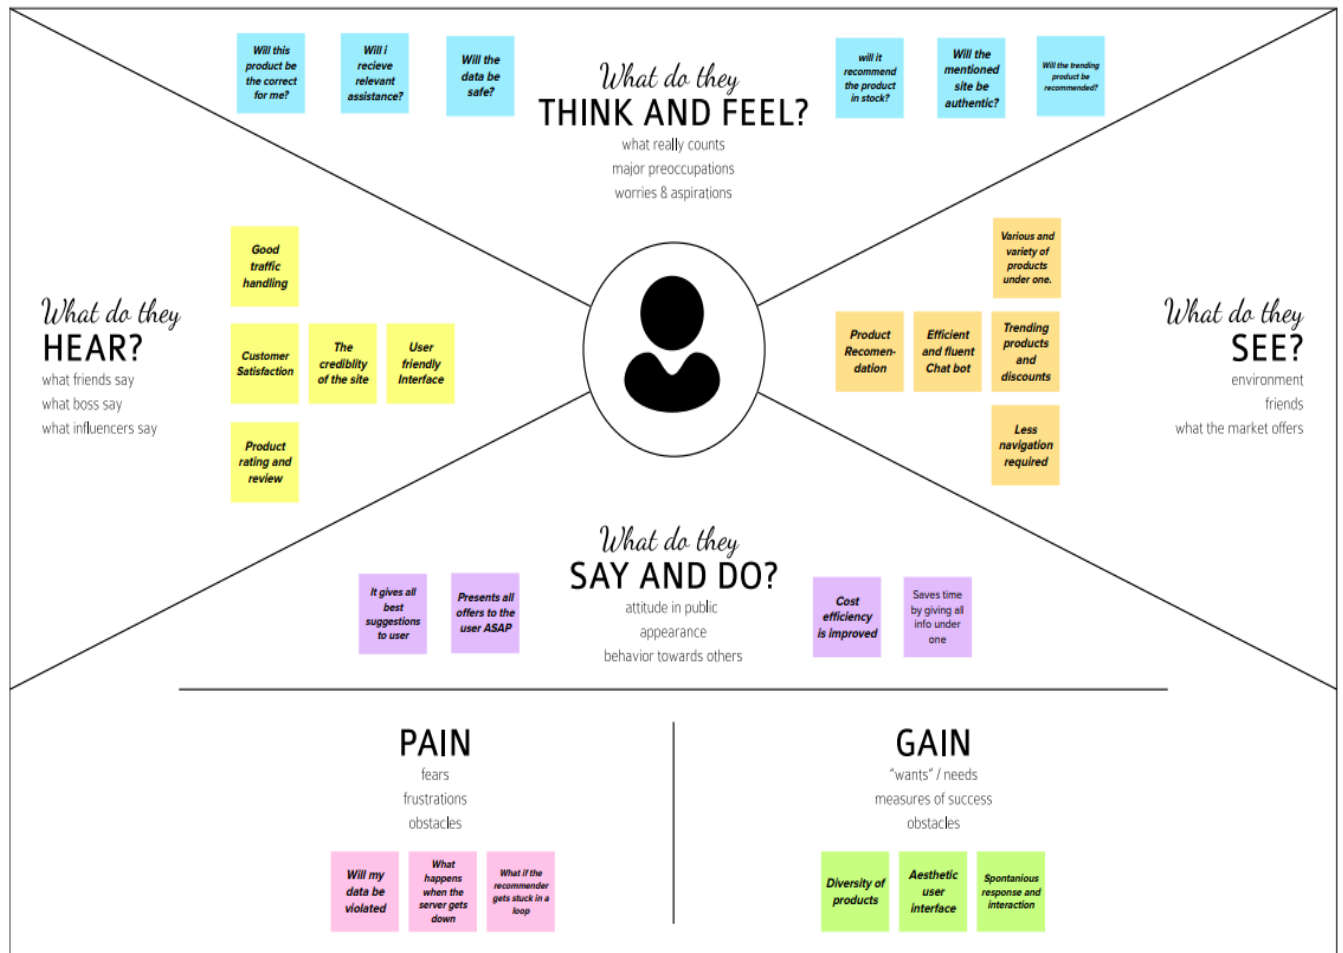 Will this
product be
the correct
for me?
Will i
recieve
relevant
assistance?
Will the
data be
safe?
What do they
THINK AND FEEL?
what really counts
major preoccupations
worries & aspirations
will it
recommend
the product
in stock?
Will the
mentioned
site be
authentic?
Will the trending
product be
recommended?
What do they
HEAR?
what friends say
what boss say
what influencers say
Good
traffic
handling
Customer
Satisfaction
The
crediblity
of the site
User
friendly
Interface
Product
rating and
review
Various and
variety of
products
under one.
Product
Recomen-
dation
Efficient
and fluent
Chat bot
Trending
products
and
discounts
Less
navigation
required
What do they
SEE?
environment
friends
what the market offers
What do they
SAY AND DO?
attitude in public
appearance
behavior towards others
It gives all
best
suggestions
to user
Presents all
offers to the
user ASAP
Cost
efficiency
is improved
Saves time
by giving all
info under
one
PAIN
fears
frustrations
obstacles
Will my
data be
violated
What
happens
when the
server gets
down
What if the
recommender
gets stuck in a
loop
GAIN
“wants” / needs
measures of success
obstacles
Diversity of
products
Aesthetic
user
interface
Spontanious
response and
interaction